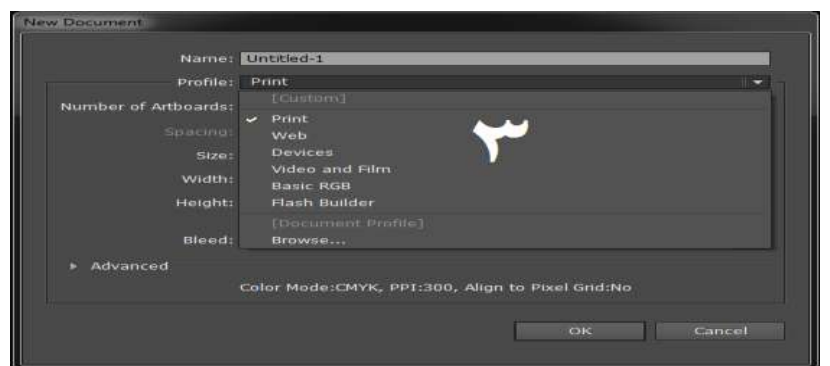 New Document
Name: Untitled-1
Profile: Print
Number of Artboards: [Custom]
Print
Spacing: Web
Size: Devices
Video and Film
Width: Basic RGB
Height: Flash Builder
[Document Profile]
Bleed: Browse...
Advanced
Color Mode:CMYK, PPI:300, Align to Pixel Grid:No
OK Cancel
٣